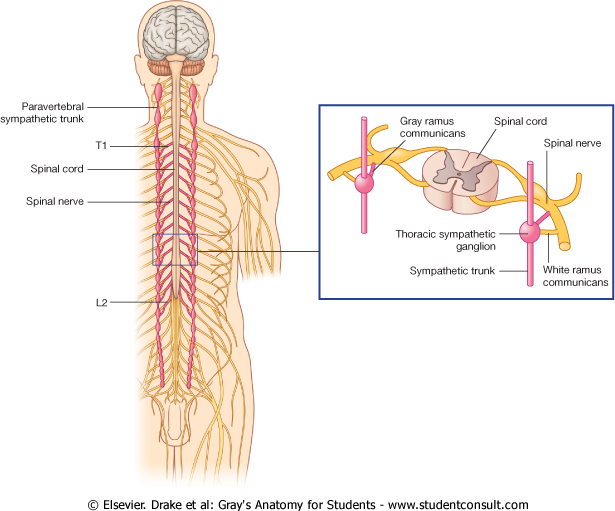 Paravertebral
sympathetic trunk
T1
Spinal cord
Spinal nerve
L2
Gray ramus
communicans
Spinal cord
Spinal nerve
Thoracic sympathetic
ganglion
Sympathetic trunk
White ramus
communicans
© Elsevier. Drake et al: Gray's Anatomy for Students - www.studentconsult.com